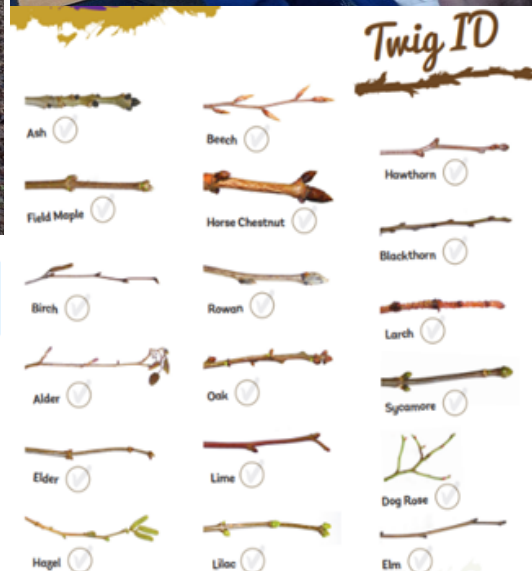 Twig ID
Ash
Beech
Hawthorn
Field Maple
Horse Chestnut
Blackthorn
Birch
Rowan
Larch
Alder
Oak
Sycamore
Elder
Lime
Dog Rose
Hazel
Lilac
Elm